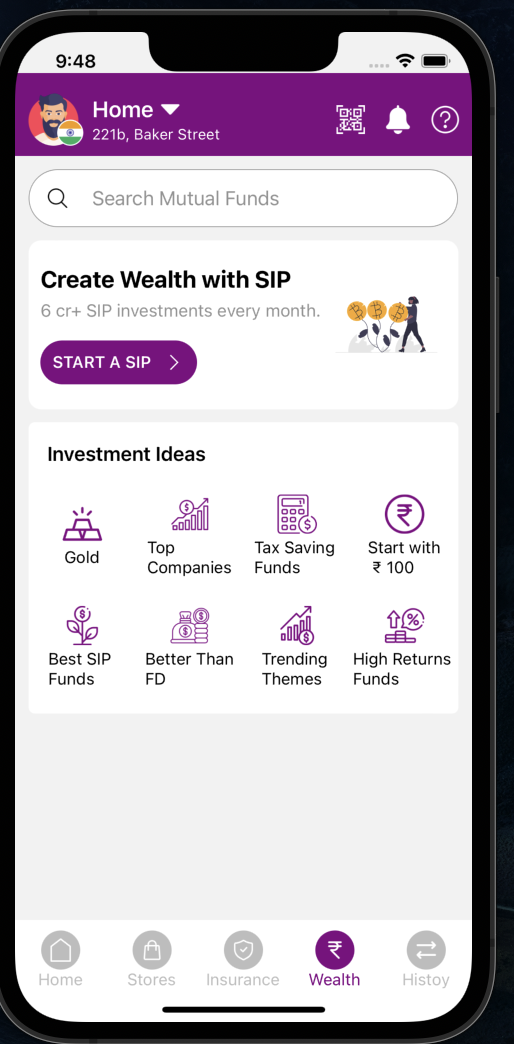 9:48
Home
221b, Baker Street
Search Mutual Funds
Create Wealth with SIP
6 cr+ SIP investments every month.
START A SIP
Investment Ideas
Gold
Top
Companies
Tax Saving
Funds
Start with
₹ 100
Best SIP
Funds
Better Than
FD
Trending
Themes
High Returns
Funds
Home
Stores
Insurance
Wealth
Histoy